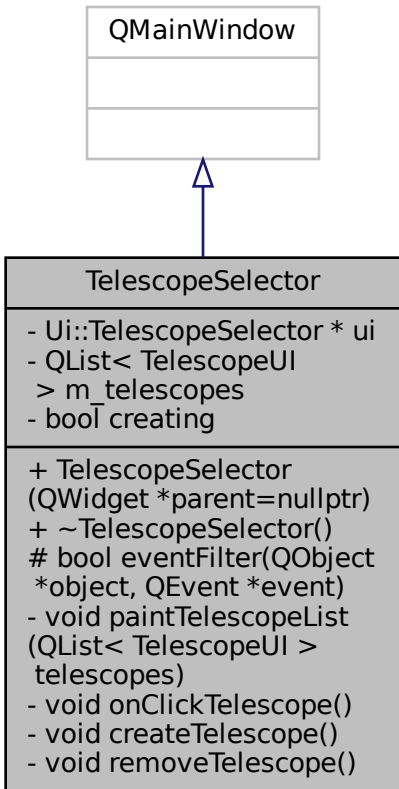 QMainWindow
TelescopeSelector
- Ui::TelescopeSelector * ui
- QList< TelescopeUI
> m_telescopes
- bool creating
+ TelescopeSelector
(QWidget *parent=nullptr)
+ ~TelescopeSelector()
# bool eventFilter(QObject
*object, QEvent *event)
- void paintTelescopeList
(QList< TelescopeUI >
telescopes)
- void onClickTelescope()
- void createTelescope()
- void removeTelescope()